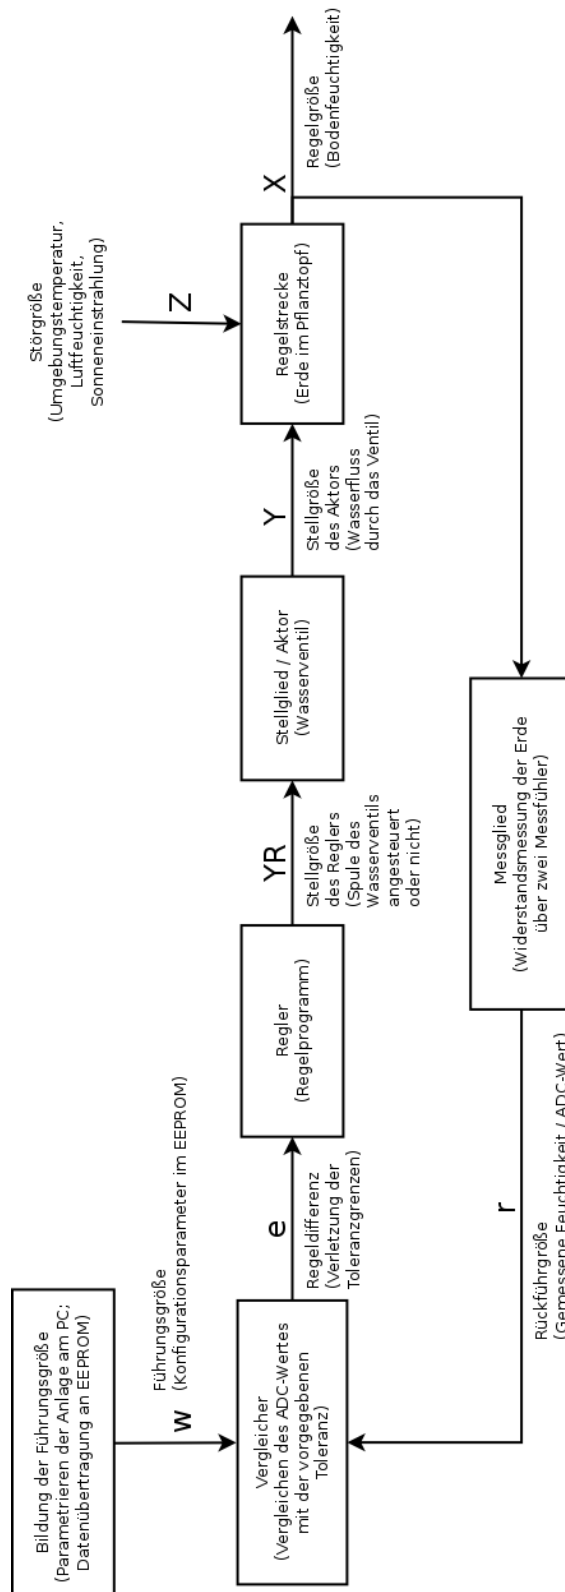 Bildung der Führungsgröße
(Parametrieren der Anlage am PC;
Datenübertragung an EEPROM)
w
Führungsgröße
(Konfigurationsparameter im EEPROM)
Vergleicher
(Vergleichen des ADC-Wertes
mit der vorgegebenen
Toleranz)
e
Regeldifferenz
(Verletzung der
Toleranzgrenzen)
Regler
(Regelprogramm)
YR
Stellgröße
des Reglers
(Spule des
Wasserventils
angesteuert
oder nicht)
Stellglied / Aktor
(Wasserventil)
Y
Stellgröße
des Aktors
(Wasserfluss
durch das Ventil)
Störgröße
(Umgebungstemperatur,
Luftfeuchtigkeit,
Sonneneinstrahlung)
Z
Regelstrecke
(Erde im Pflanztopf)
X
Regelgröße
(Bodenfeuchtigkeit)
Messglied
(Widerstandsmessung der Erde
über zwei Messfühler)
r
Rückführgröße
(Gemessene Feuchtigkeit / ADC-Wert)